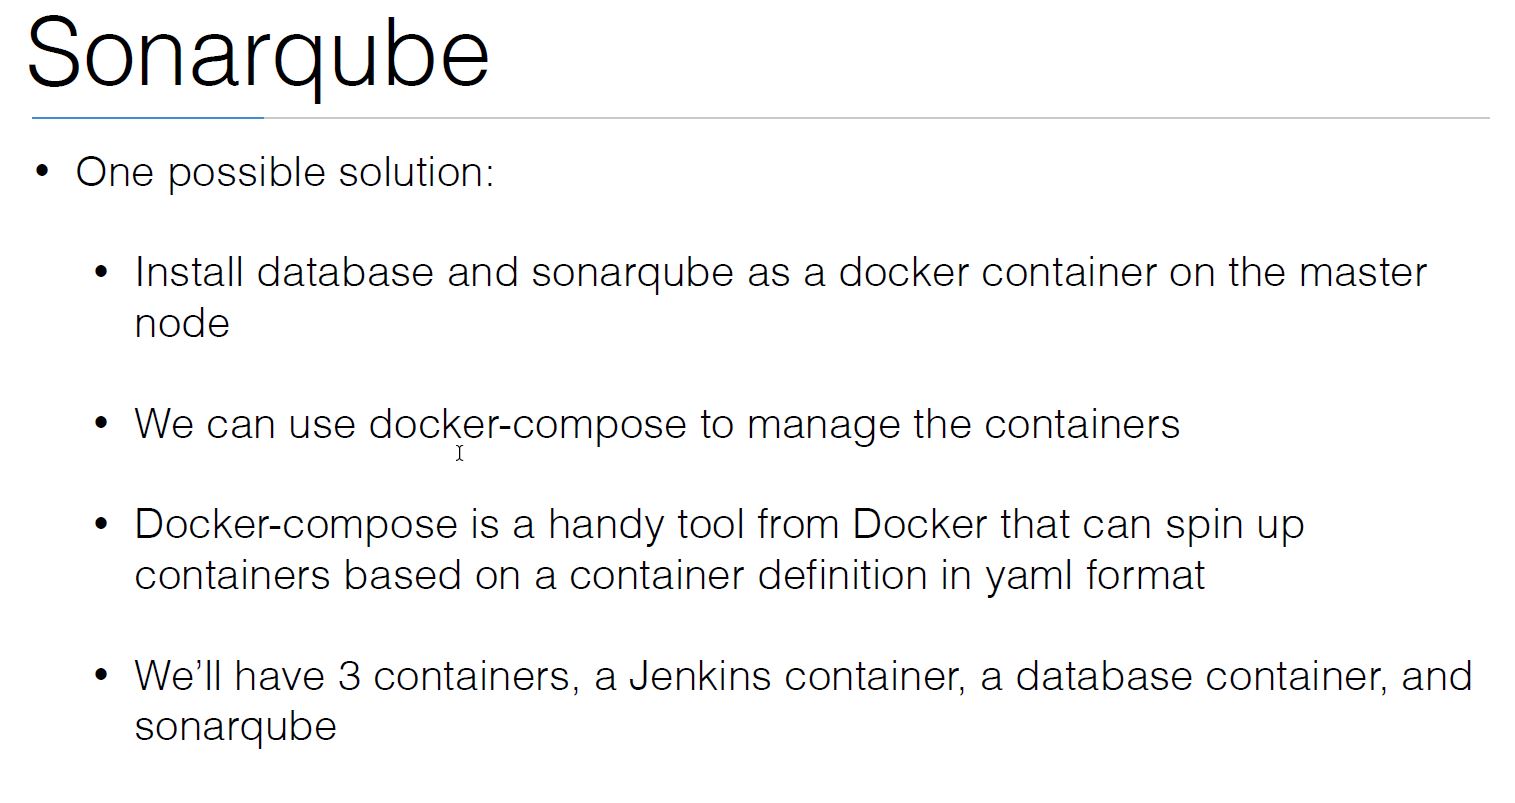 Sonarqube
• One possible solution:
• Install database and sonarqube as a docker container on the master
node
• We can use docker-compose to manage the containers
• Docker-compose is a handy tool from Docker that can spin up
containers based on a container definition in yaml format
• We’ll have 3 containers, a Jenkins container, a database container, and
sonarqube